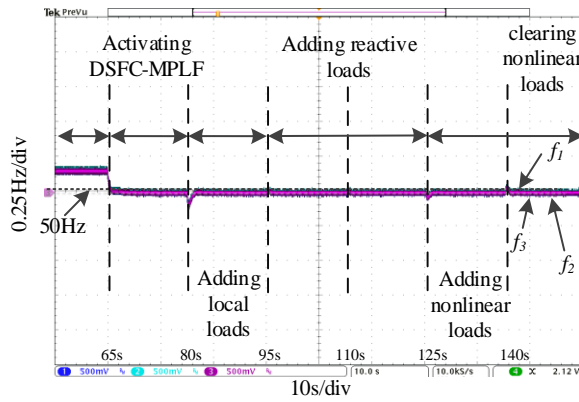 Tek PreVu
Activating
DSFC-MPLF
Adding reactive
loads
clearing
nonlinear
loads
0.25Hz/div
50Hz
f1
f3
f2
Adding
local
loads
Adding
nonlinear
loads
65s 80s 95s 110s 125s 140s
1 500mV 2 500mV 3 500mV 10.0 s 10.0kS/s 4 2.12 V
10s/div